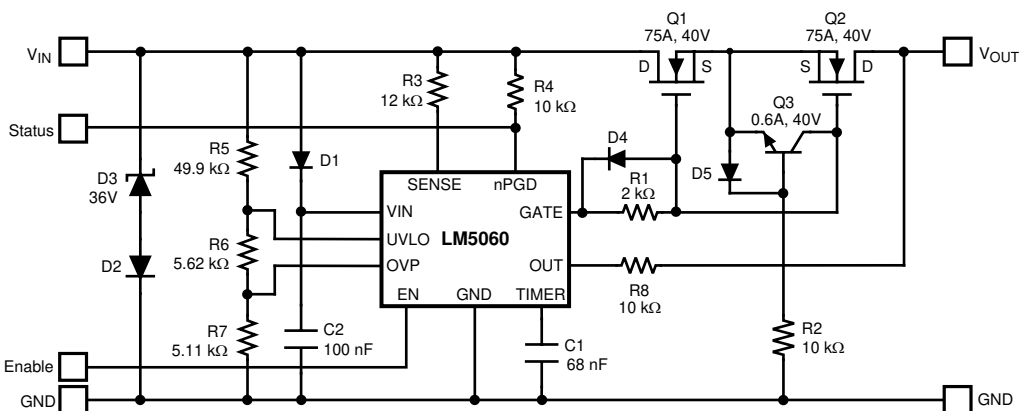 Q1
75A, 40V
Q2
75A, 40V
VIN
D
S
S
D
VOUT
R3
12 kΩ
R4
10 kΩ
Q3
0.6A, 40V
Status
R5
49.9 kΩ
D1
D4
D5
D3
36V
SENSE
nPGD
R1
2 kΩ
VIN
GATE
UVLO
LM5060
R6
5.62 kΩ
OVP
OUT
D2
EN
GND
TIMER
R8
10 kΩ
R7
5.11 kΩ
C2
100 nF
C1
68 nF
R2
10 kΩ
Enable
GND
GND